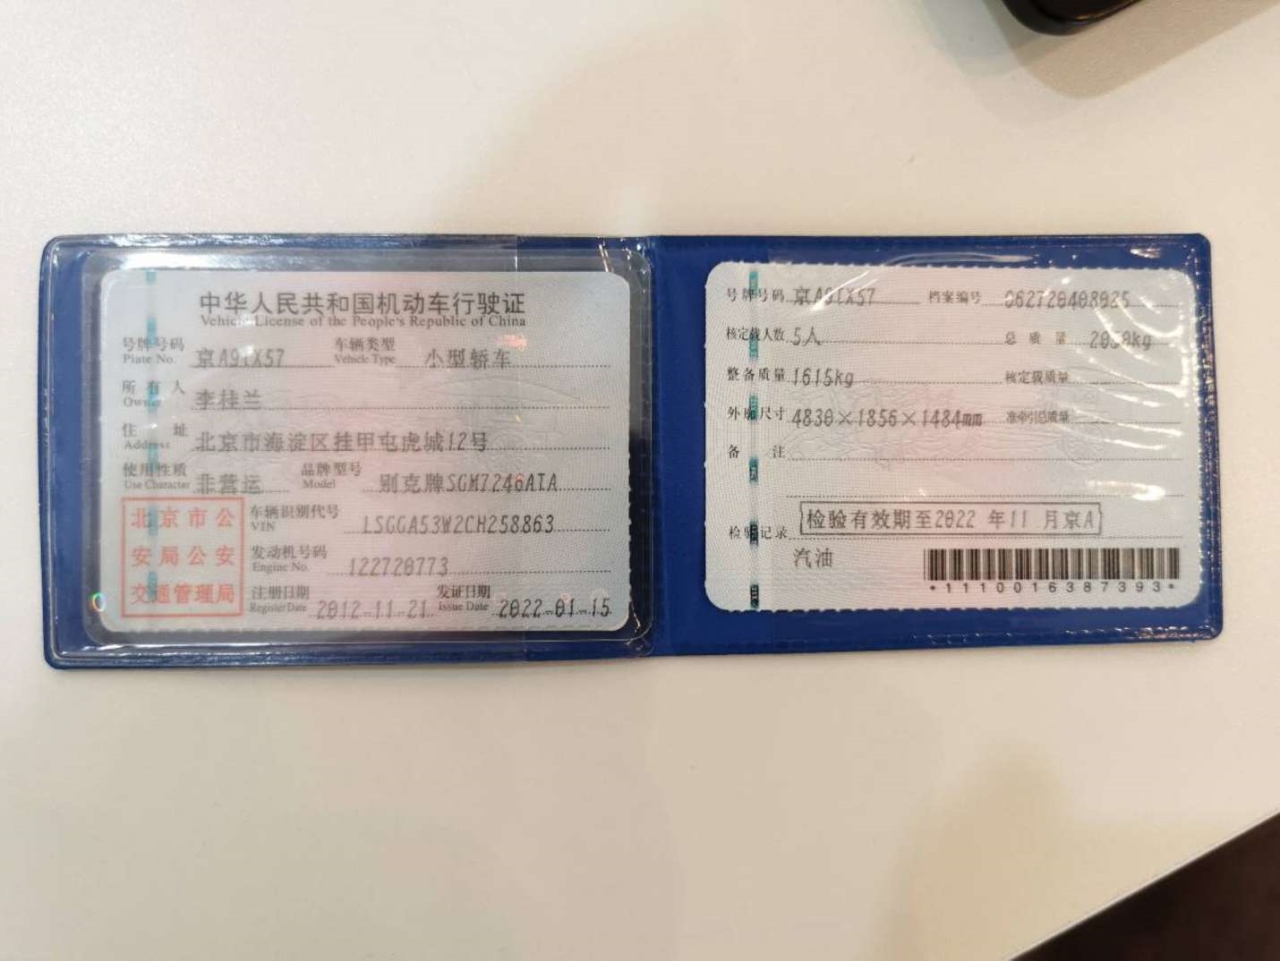 中华人民共和国机动车行驶证
Vehicle License of the People's Republic of China
号牌号码 京A91X57 车辆类型 小型轿车
Plate No. Vehicle Type
所有人 李桂兰
Owner
住址 北京市海淀区挂甲屯虎城12号
Address
使用性质 非营运 品牌型号 别克牌SGM7246ATA
Use Character Model
北京市公
安局公安
交通管理局
车辆识别代号 LSGGA53W2CH258863
VIN
发动机号码 122720773
Engine No.
注册日期 2012.11.21 发证日期 2022.01.15
Register Date Issue Date
号牌号码 京A91X57 档案编号
核定载人数 5人 总质量
整备质量 1615kg 核定载质量
外廓尺寸 4830×1856×1484mm 准牵引总质量
备注
检验记录 检验有效期至2022年11月京A
汽油
*1110016387393*